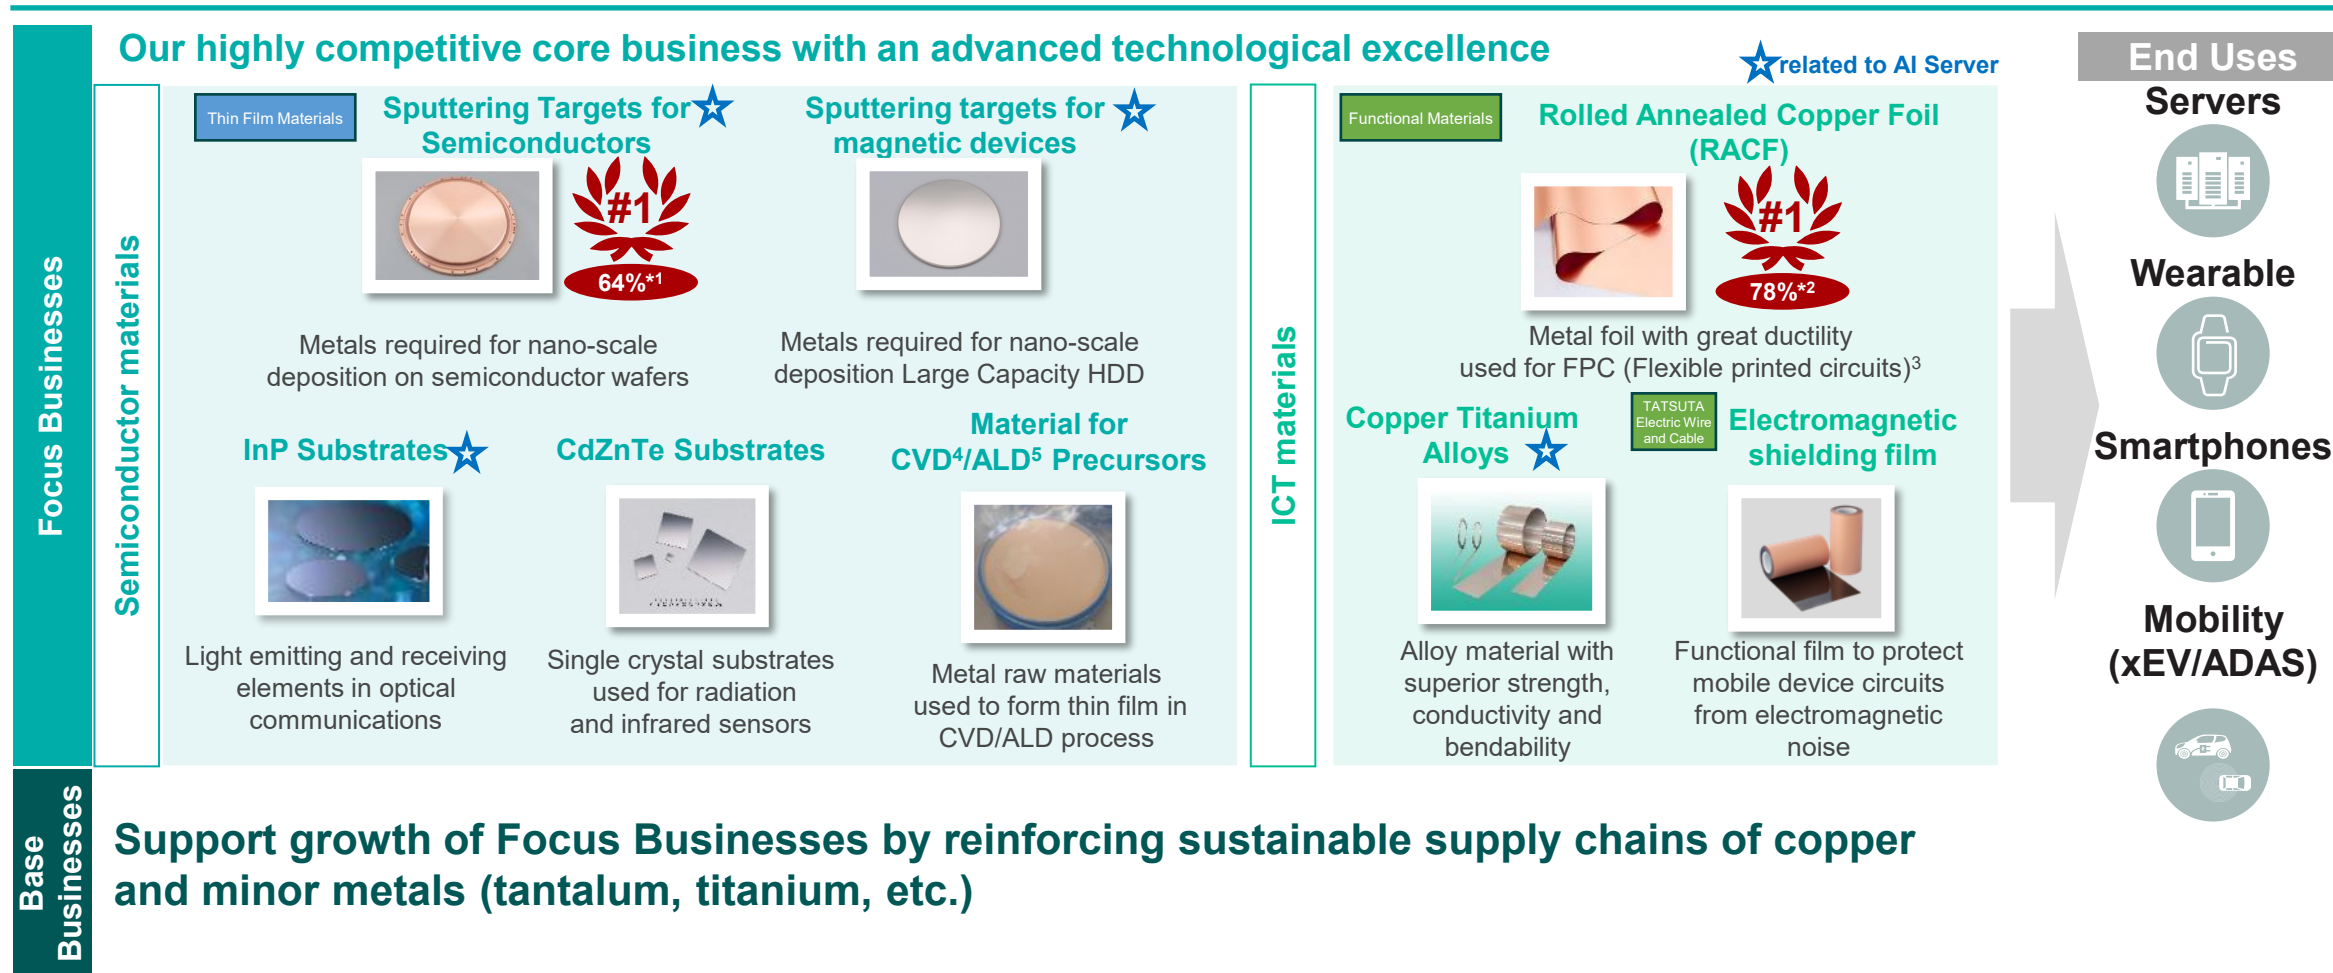 Our highly competitive core business with an advanced technological excellence
related to AI Server
Focus Businesses
Semiconductor materials
Thin Film Materials
Sputtering Targets for
Semiconductors
#1
64%*1
Metals required for nano-scale
deposition on semiconductor wafers
Sputtering targets for
magnetic devices
Metals required for nano-scale
deposition Large Capacity HDD
InP Substrates
Light emitting and receiving
elements in optical
communications
CdZnTe Substrates
Single crystal substrates
used for radiation
and infrared sensors
Material for
CVD⁴/ALD⁵ Precursors
Metal raw materials
used to form thin film in
CVD/ALD process
ICT materials
Functional Materials
Rolled Annealed Copper Foil
(RACF)
#1
78%*2
Metal foil with great ductility
used for FPC (Flexible printed circuits)³
Copper Titanium
Alloys
Alloy material with
superior strength,
conductivity and
bendability
TATSUTA
Electric Wire
and Cable
Electromagnetic
shielding film
Functional film to protect
mobile device circuits
from electromagnetic
noise
End Uses
Servers
Wearable
Smartphones
Mobility
(xEV/ADAS)
Base
Businesses
Support growth of Focus Businesses by reinforcing sustainable supply chains of copper
and minor metals (tantalum, titanium, etc.)